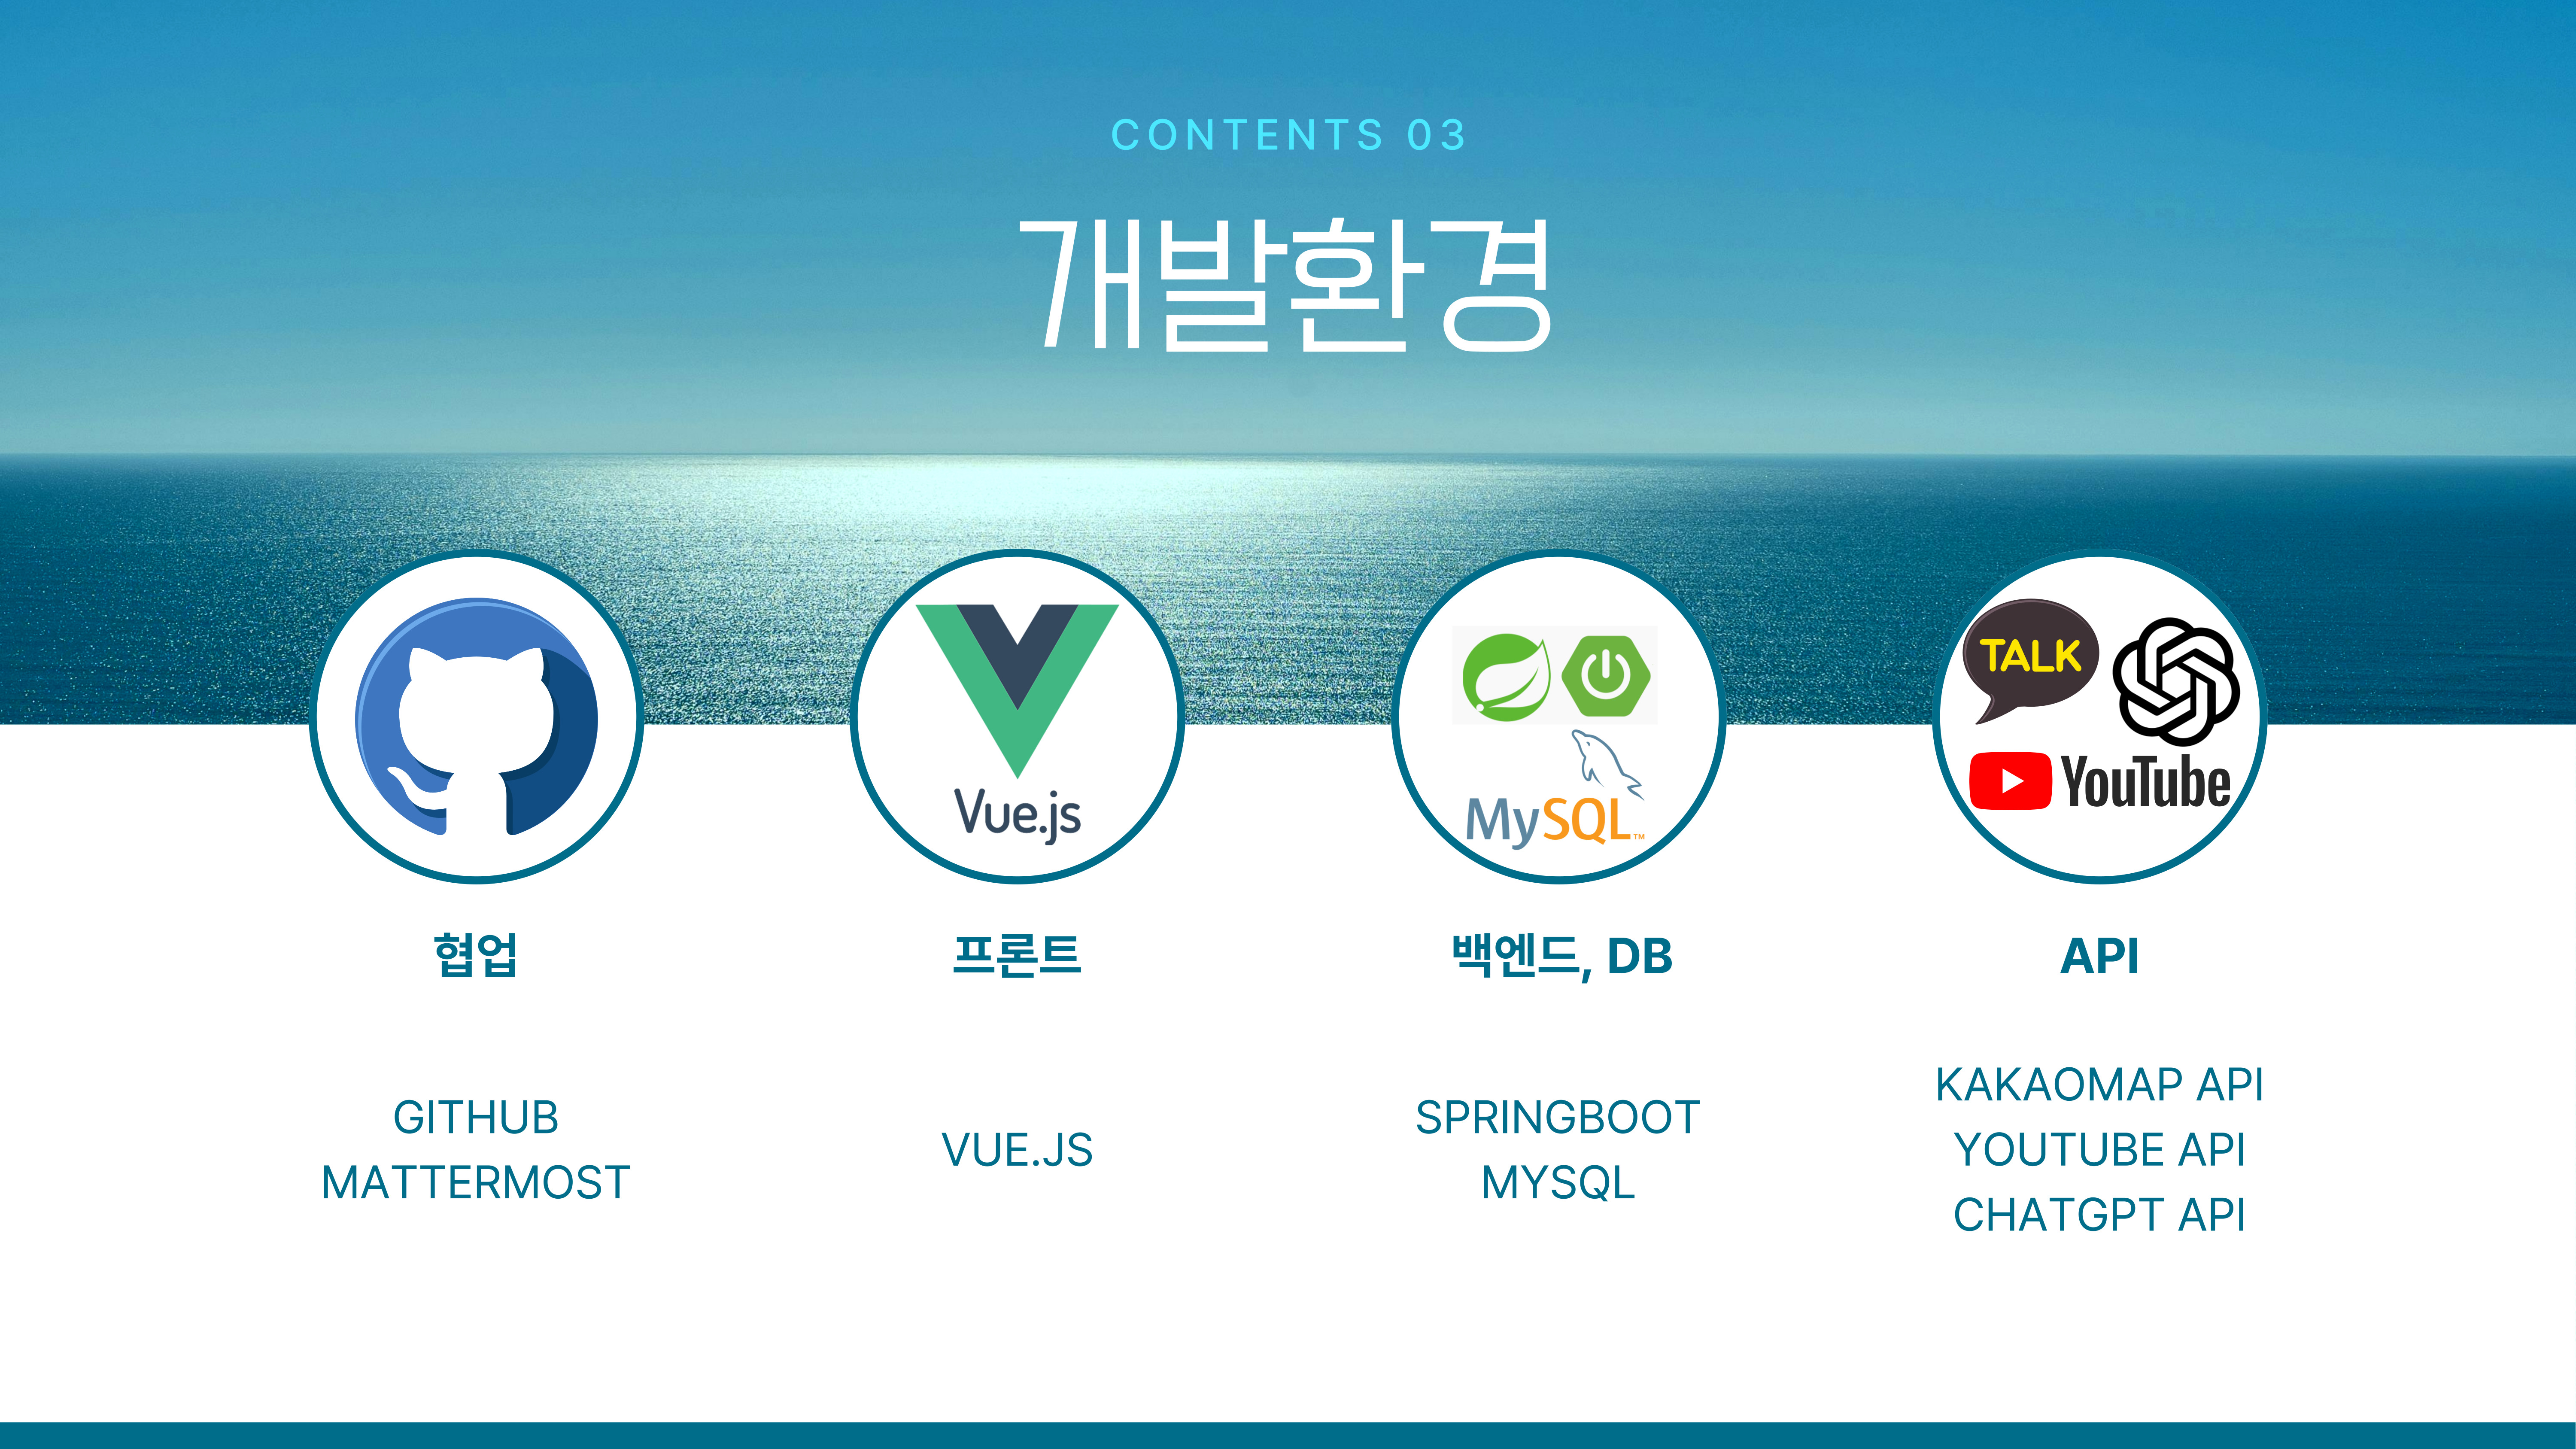 CONTENTS 03
개발환경
Vue.js
MySQL™
TALK
YouTube
협업
GITHUB
MATTERMOST
프론트
VUE.JS
백엔드, DB
SPRINGBOOT
MYSQL
API
KAKAOMAP API
YOUTUBE API
CHATGPT API